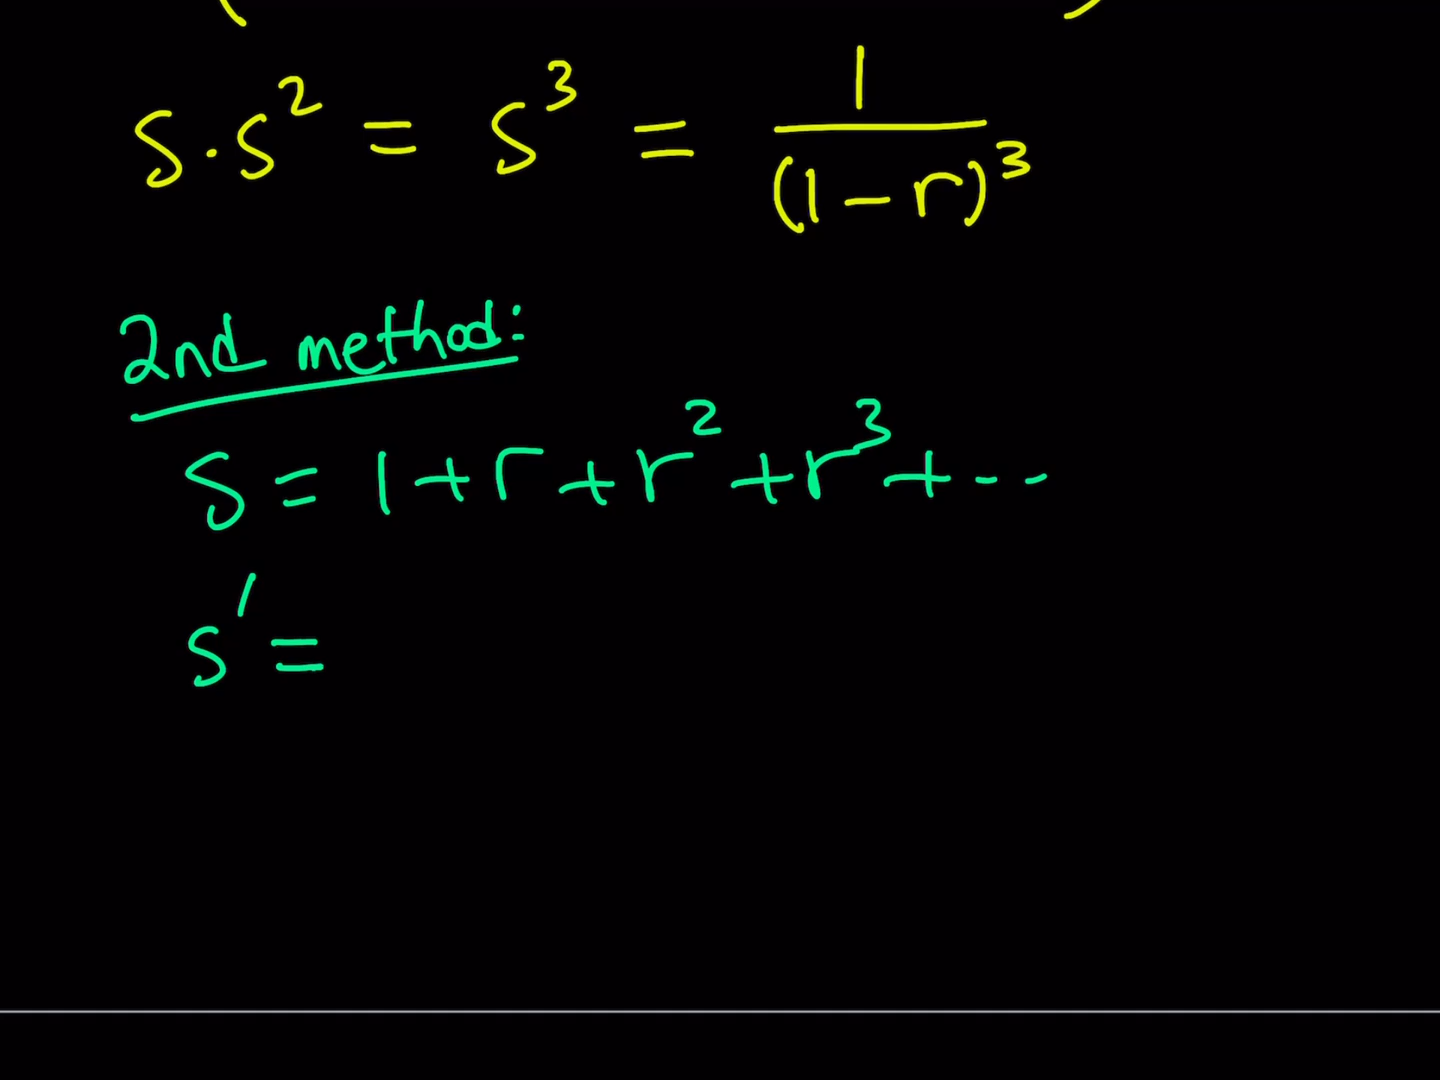 S·S² = S³ = 1/(1-r)³
2nd method:
S = 1+r+r²+r³+--
S' =